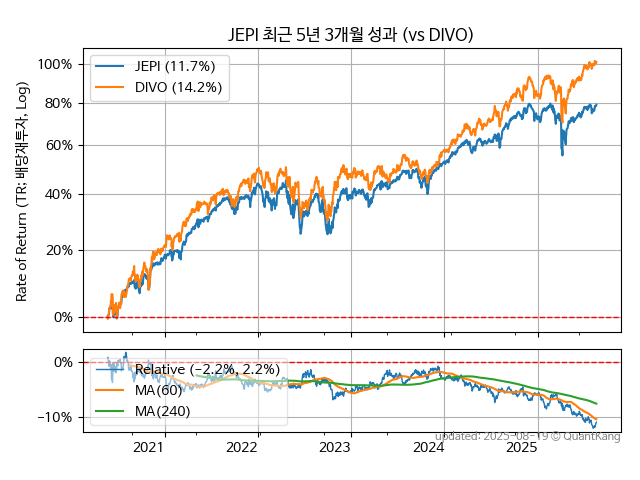 JEPI 최근 5년 3개월 성과 (vs DIVO)
Rate of Return (TR: 배당재투자, Log)
100%
80%
60%
40%
20%
0%
JEPI (11.7%)
DIVO (14.2%)
0%
−10%
Relative (−2.2%, 2.2%)
MA(60)
MA(240)
2021
2022
2023
2024
2025
updated: 2025-08-19 © QuantKang